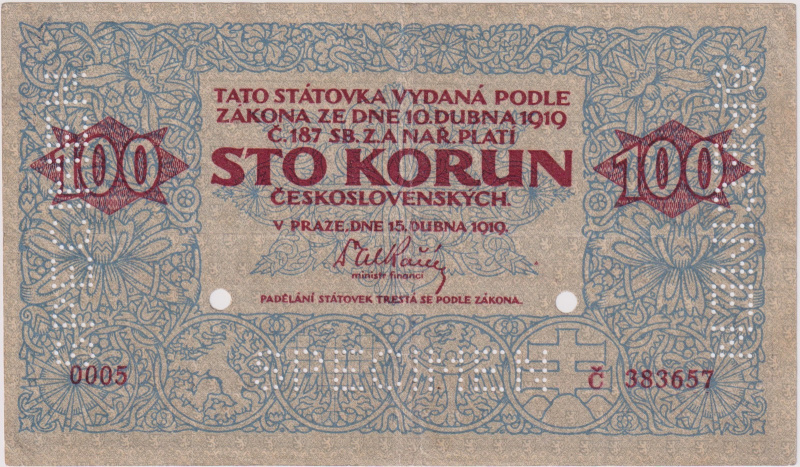 TATO STÁTOVKA VYDANÁ PODLE
ZÁKONA ZE DNE 10. DUBNA 1919
Č. 187 SB. Z. A NAŘ. PLATÍ
100 STO KORUN 100
ČESKOSLOVENSKÝCH.
V PRAZE, DNE 15. DUBNA 1919.
ministr financí
PADĚLÁNÍ STÁTOVEK TRESTÁ SE PODLE ZÁKONA.
SPECIMEN
0005 Č 383657